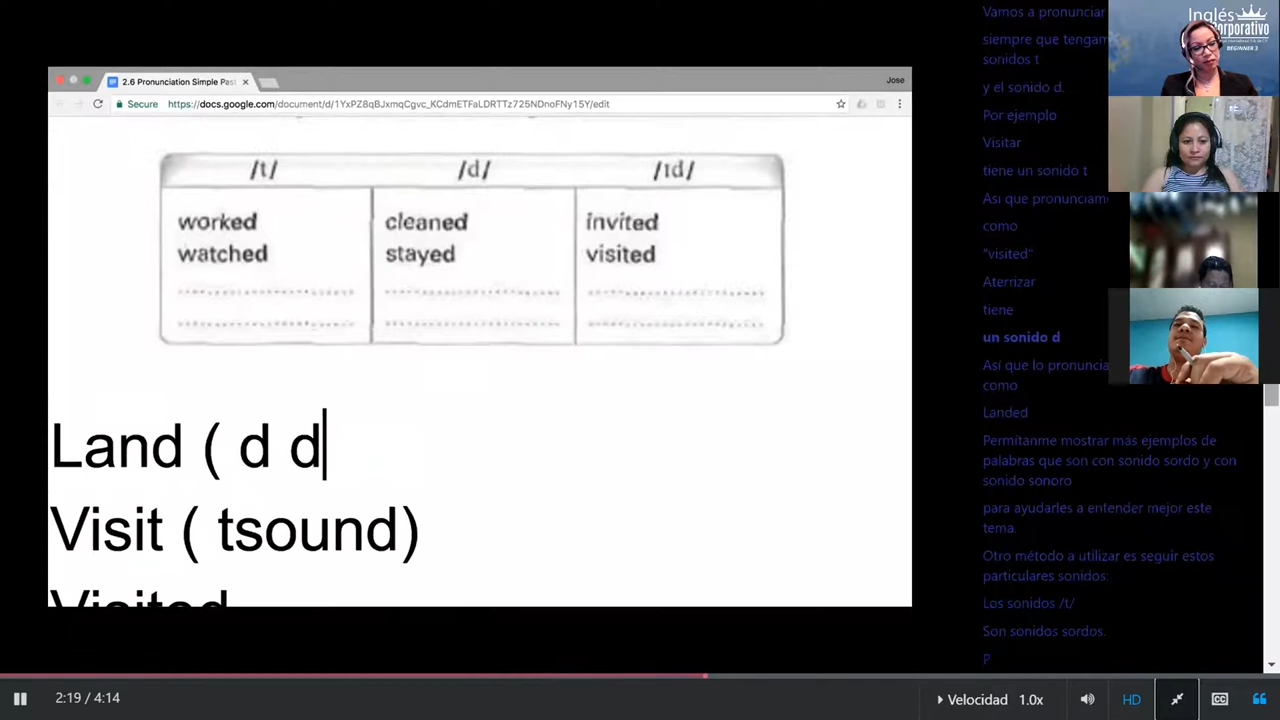 2.6 Pronunciation Simple Past
Jose
Secure https://docs.google.com/document/d/1YxPZ8qBJxmqCgvc_KCdmETFaLDRTTz725NDnoFNy15Y/edit
/t/ /d/ /ɪd/
worked cleaned invited
watched stayed visited
Land ( d d
Visit ( tsound)
Visited
Inglés
Corporativo
BEGINNER 3
Vamos a pronunciar
siempre que tengam
sonidos t
y el sonido d.
Por ejemplo
Visitar
tiene un sonido t
Así que pronunciam
como
"visited"
Aterrizar
tiene
un sonido d
Así que lo pronuncia
como
Landed
Permítanme mostrar más ejemplos de
palabras que son con sonido sordo y con
sonido sonoro
para ayudarles a entender mejor este
tema.
Otro método a utilizar es seguir estos
particulares sonidos:
Los sonidos /t/
Son sonidos sordos.
P
2:19 / 4:14
Velocidad 1.0x
HD
CC